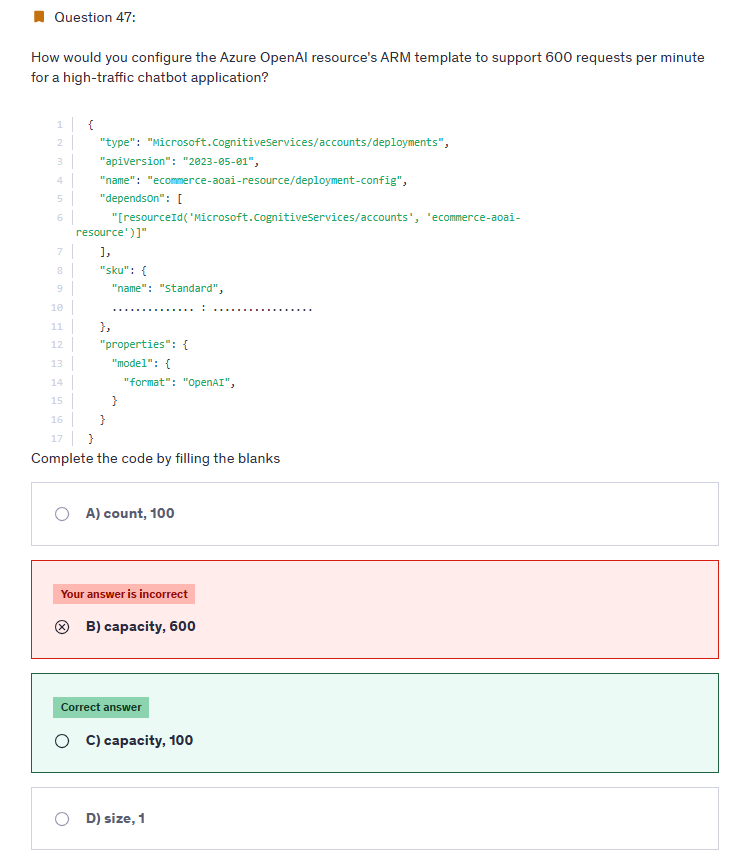 Question 47:
How would you configure the Azure OpenAI resource's ARM template to support 600 requests per minute
for a high-traffic chatbot application?
1 {
2 "type": "Microsoft.CognitiveServices/accounts/deployments",
3 "apiVersion": "2023-05-01",
4 "name": "ecommerce-aoai-resource/deployment-config",
5 "dependsOn": [
6 "[resourceId('Microsoft.CognitiveServices/accounts', 'ecommerce-aoai-
resource')]"
7 ],
8 "sku": {
9 "name": "Standard",
10 .............. : .................
11 },
12 "properties": {
13 "model": {
14 "format": "OpenAI",
15 }
16 }
17 }
Complete the code by filling the blanks
A) count, 100
Your answer is incorrect
B) capacity, 600
Correct answer
C) capacity, 100
D) size, 1